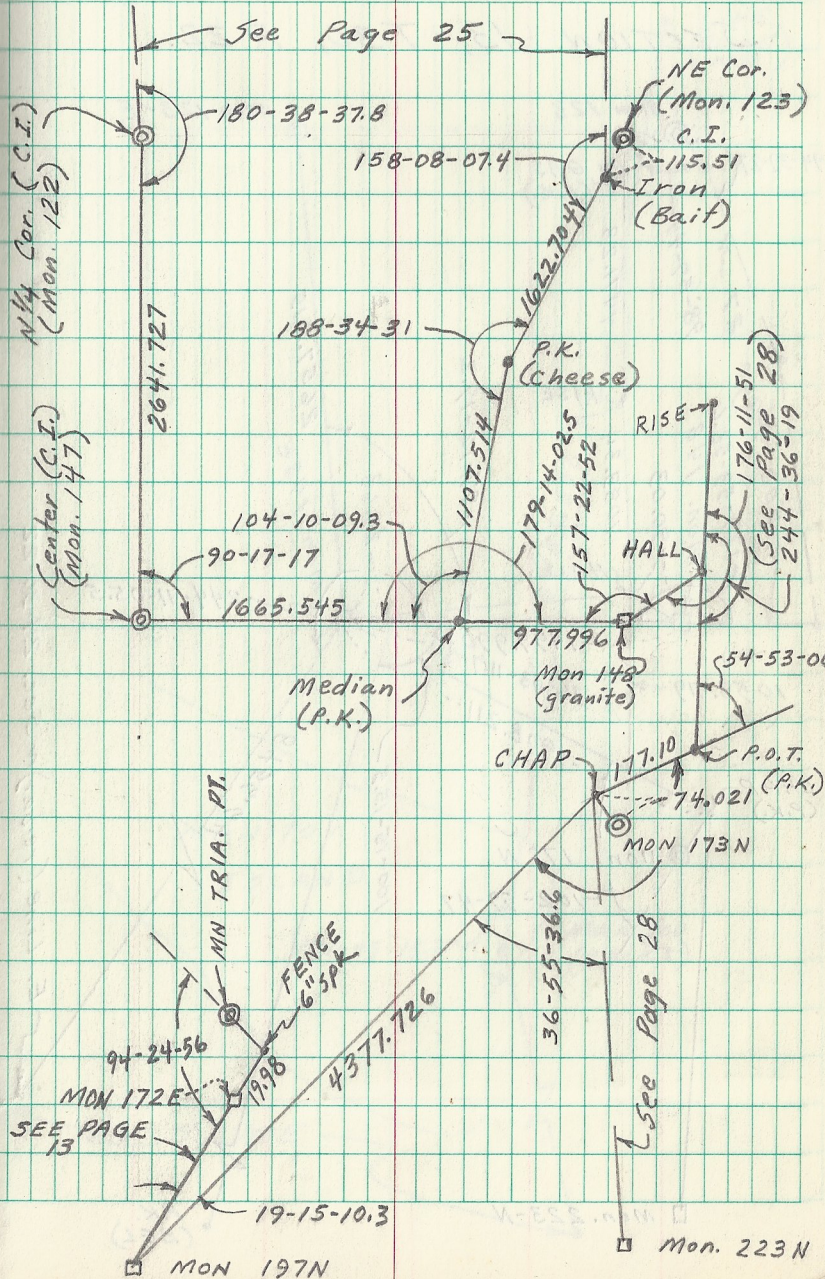 See Page 25
NE Cor.
(Mon. 123)
C.I.
115.51
Iron
(Bait)
N 1/4 Cor. (C.I.)
(Mon. 122)
180-38-37.8
158-08-07.4
1622.704
2641.727
188-34-31
P.K.
(Cheese)
1107.514
RISE
176-11-51
(See Page 28)
244-36-19
Center (C.I.)
(Mon. 147)
104-10-09.3
90-17-17
1665.545
179-14-02.5
157-22-52
HALL
977.996
Mon 148
(granite)
Median
(P.K.)
54-53-0
CHAP
177.10
P.O.T.
(P.K.)
74.021
MON 173N
MN TRIA. PT.
FENCE
6" SPK
36-55-36.6
See Page 28
4377.726
94-24-56
MON 172E
19.98
SEE PAGE
13
19-15-10.3
MON 197N
Mon. 223N